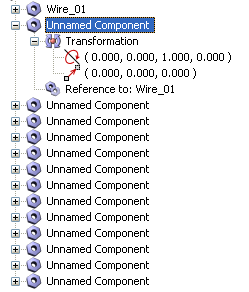 Wire_01
Unnamed Component
Transformation
( 0.000, 0.000, 1.000, 0.000 )
( 0.000, 0.000, 0.000 )
Reference to: Wire_01
Unnamed Component
Unnamed Component
Unnamed Component
Unnamed Component
Unnamed Component
Unnamed Component
Unnamed Component
Unnamed Component
Unnamed Component
Unnamed Component
Unnamed Component
Unnamed Component